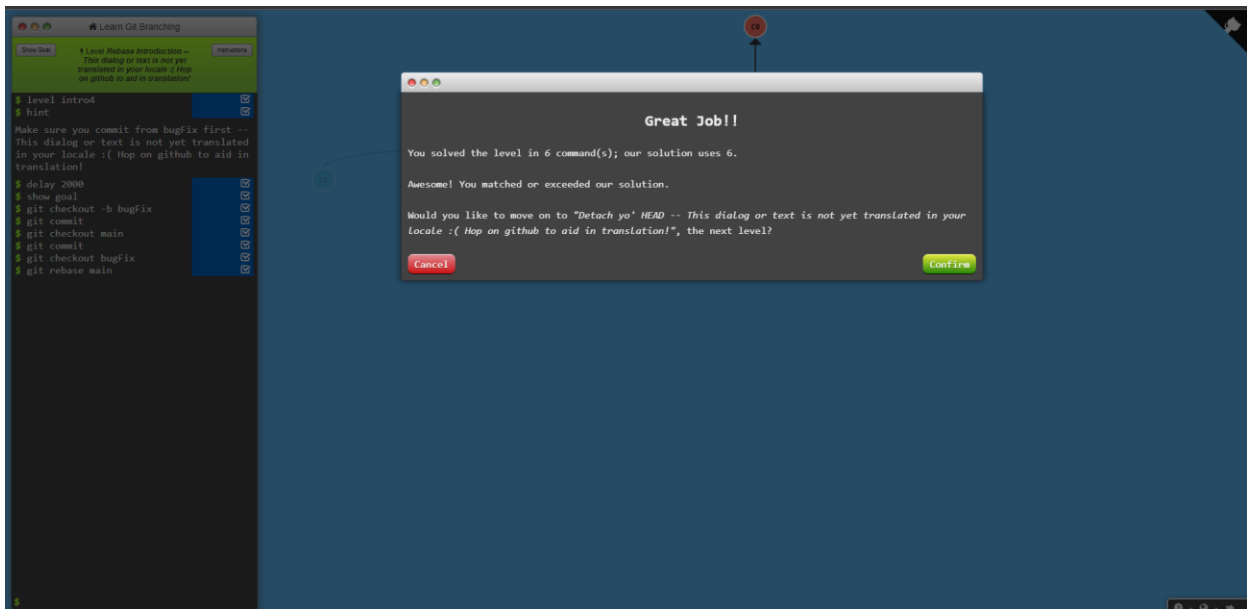 Learn Git Branching
Show Goal
Level Rebase Introduction --
This dialog or text is not yet
translated in your locale :( Hop
on github to aid in translation!
Instructions
$ level intro4
$ hint
Make sure you commit from bugFix first --
This dialog or text is not yet translated
in your locale :( Hop on github to aid in
translation!
$ delay 2000
$ show goal
$ git checkout -b bugFix
$ git commit
$ git checkout main
$ git commit
$ git checkout bugFix
$ git rebase main
$
C0
Great Job!!
You solved the level in 6 command(s); our solution uses 6.
Awesome! You matched or exceeded our solution.
Would you like to move on to "Detach yo' HEAD -- This dialog or text is not yet translated in your
locale :( Hop on github to aid in translation!", the next level?
Cancel
Confirm